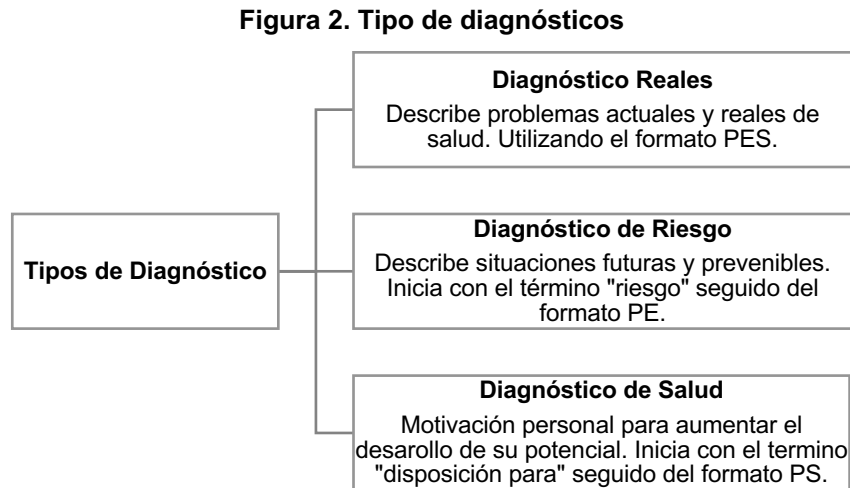 Figura 2. Tipo de diagnósticos
Diagnóstico Reales
Describe problemas actuales y reales de
salud. Utilizando el formato PES.
Tipos de Diagnóstico
Diagnóstico de Riesgo
Describe situaciones futuras y prevenibles.
Inicia con el término "riesgo" seguido del
formato PE.
Diagnóstico de Salud
Motivación personal para aumentar el
desarollo de su potencial. Inicia con el termino
"disposición para" seguido del formato PS.